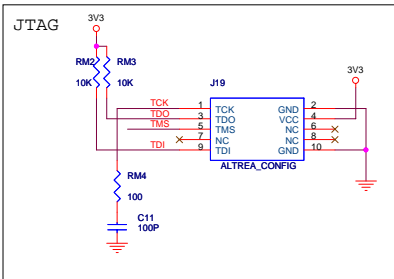 JTAG
3V3
RM2
RM3
10K
10K
J19
3V3
TCK
1
TCK
GND
2
TDO
3
TDO
VCC
4
TMS
5
TMS
NC
6
7
NC
NC
8
TDI
9
TDI
GND
10
ALTREA_CONFIG
RM4
100
C11
100P